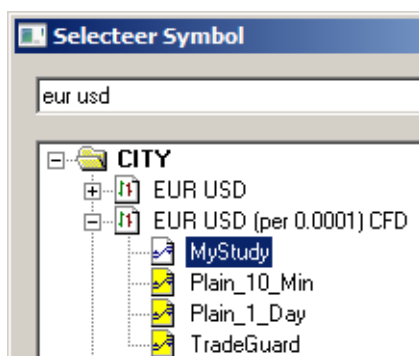 Selecteer Symbol
eur usd
CITY
EUR USD
EUR USD (per 0.0001) CFD
MyStudy
Plain_10_Min
Plain_1_Day
TradeGuard